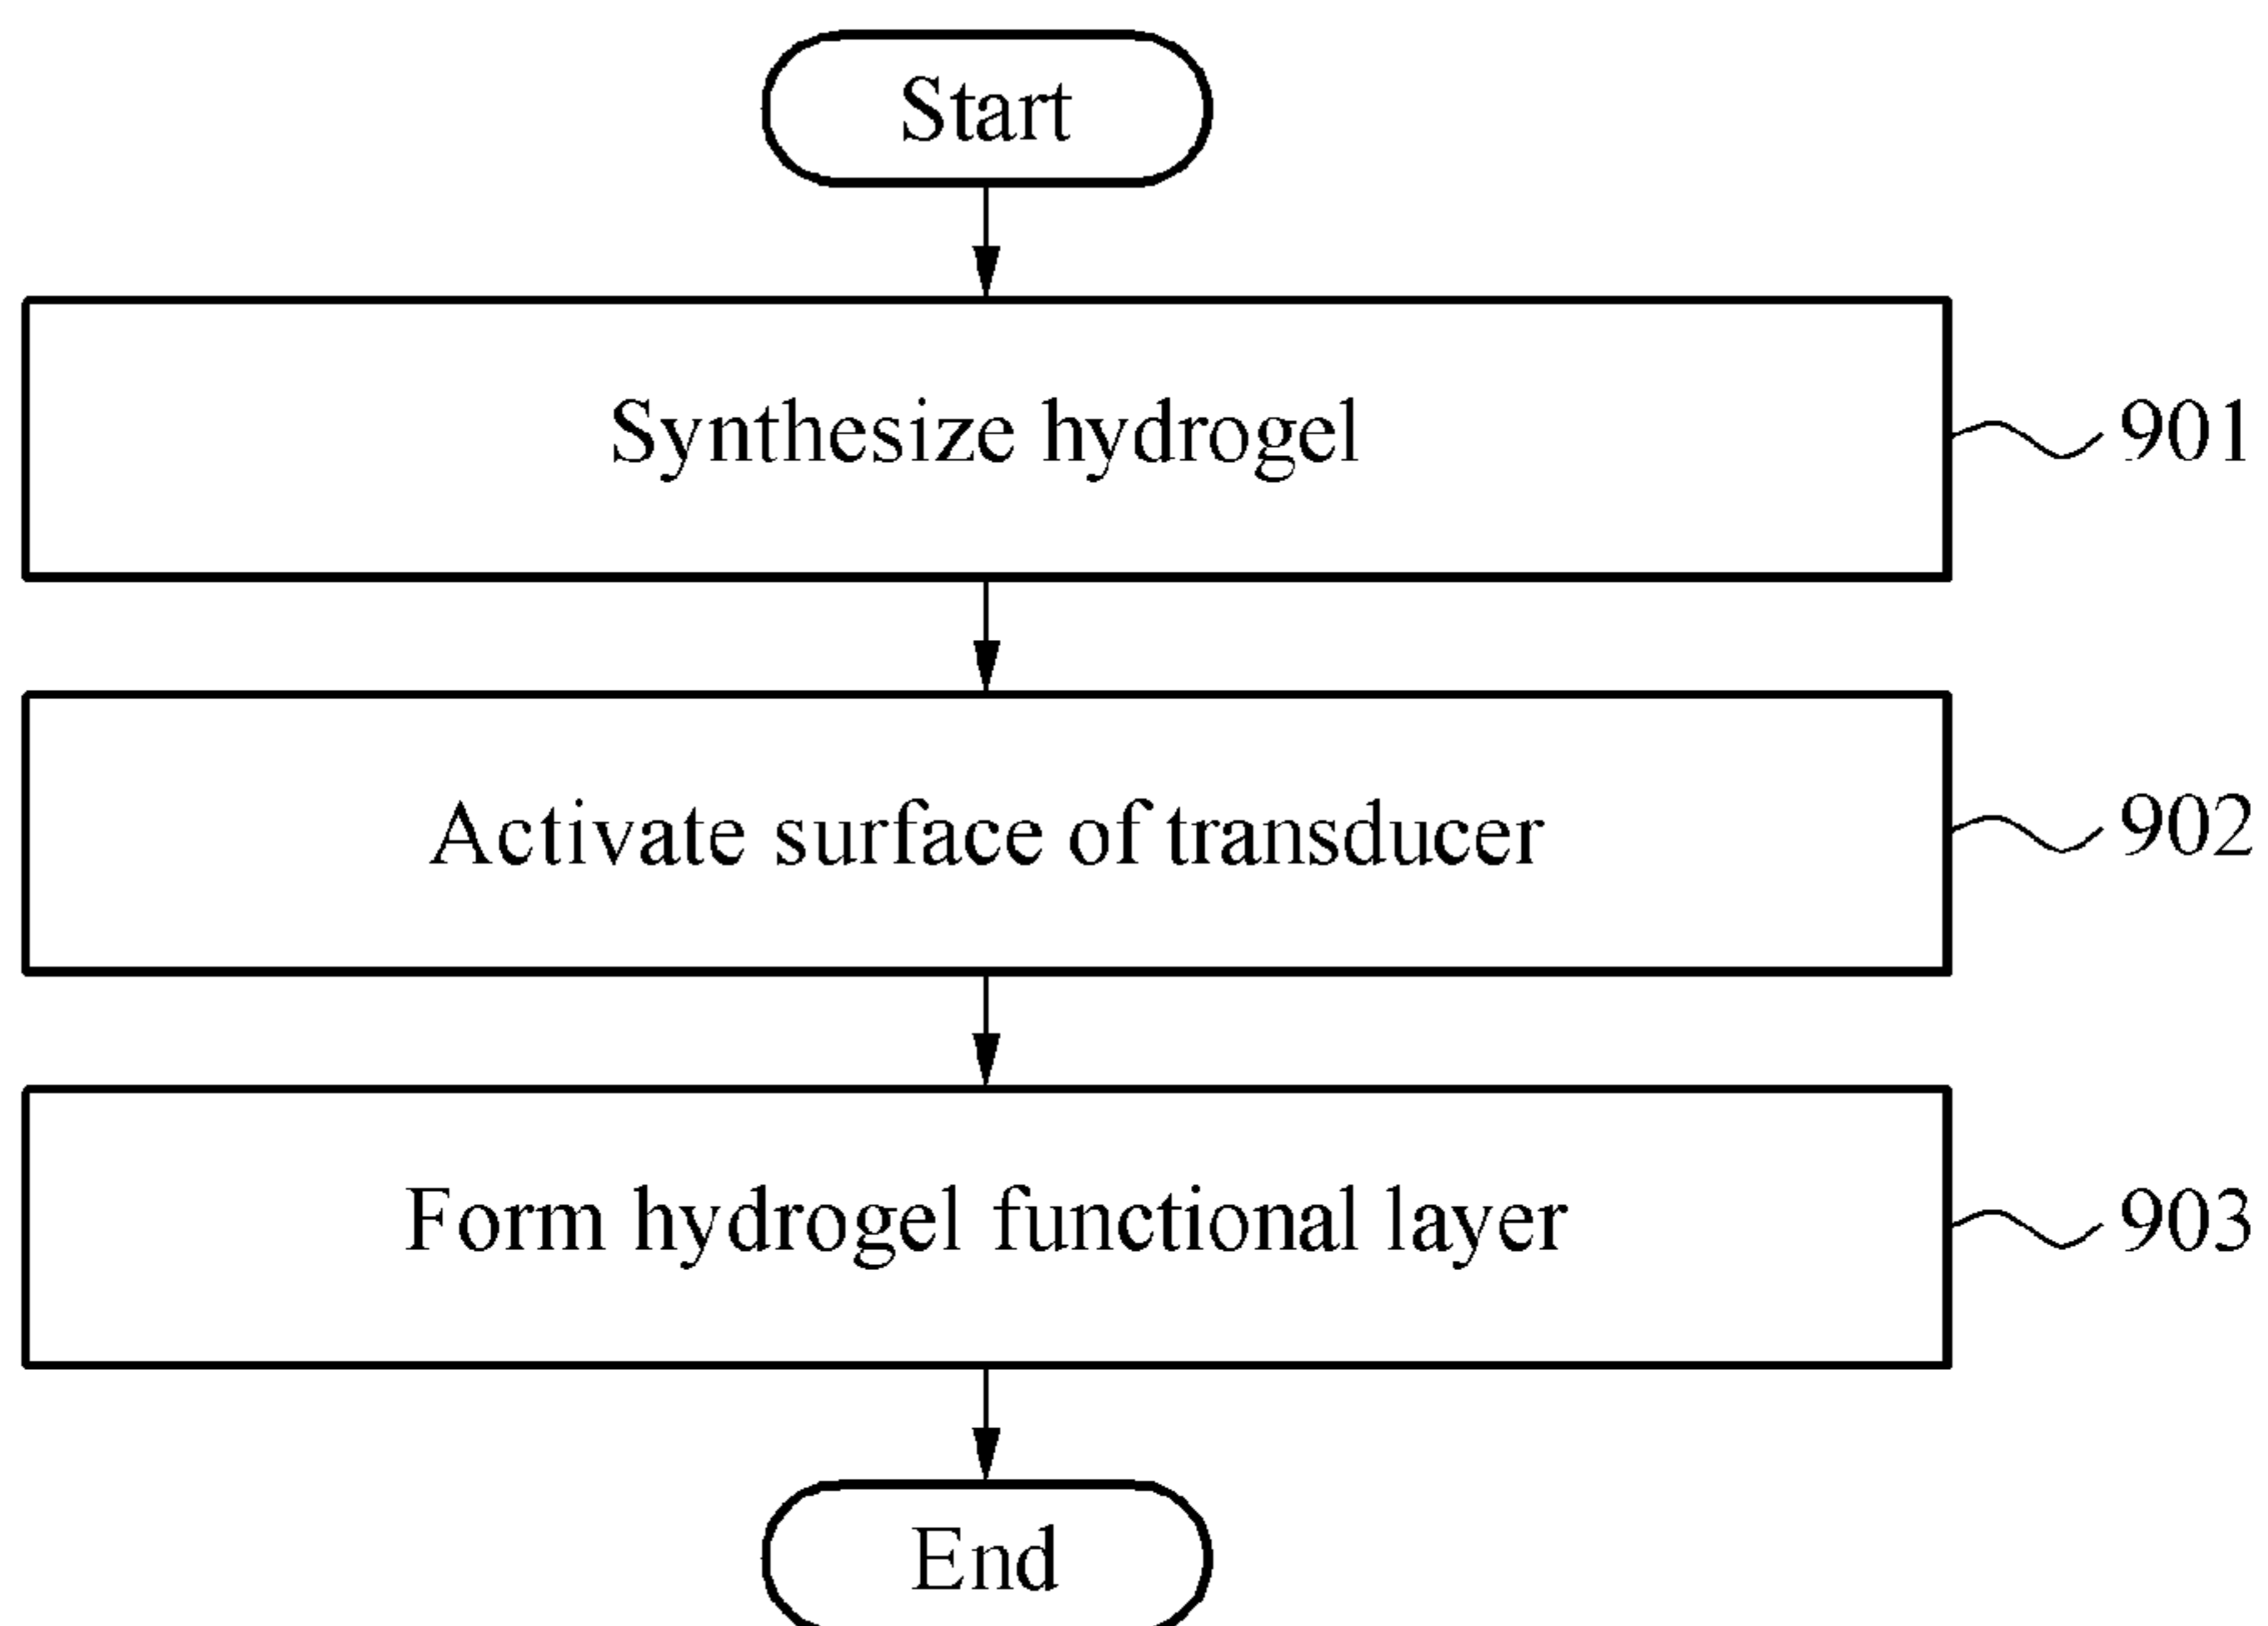 Start
Synthesize hydrogel
901
Activate surface of transducer
902
Form hydrogel functional layer
903
End